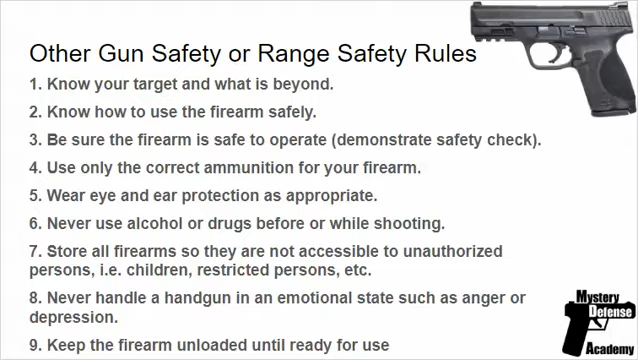 Other Gun Safety or Range Safety Rules
1. Know your target and what is beyond.
2. Know how to use the firearm safely.
3. Be sure the firearm is safe to operate (demonstrate safety check).
4. Use only the correct ammunition for your firearm.
5. Wear eye and ear protection as appropriate.
6. Never use alcohol or drugs before or while shooting.
7. Store all firearms so they are not accessible to unauthorized
persons, i.e. children, restricted persons, etc.
8. Never handle a handgun in an emotional state such as anger or
depression.
9. Keep the firearm unloaded until ready for use
Mystery
Defense
Academy